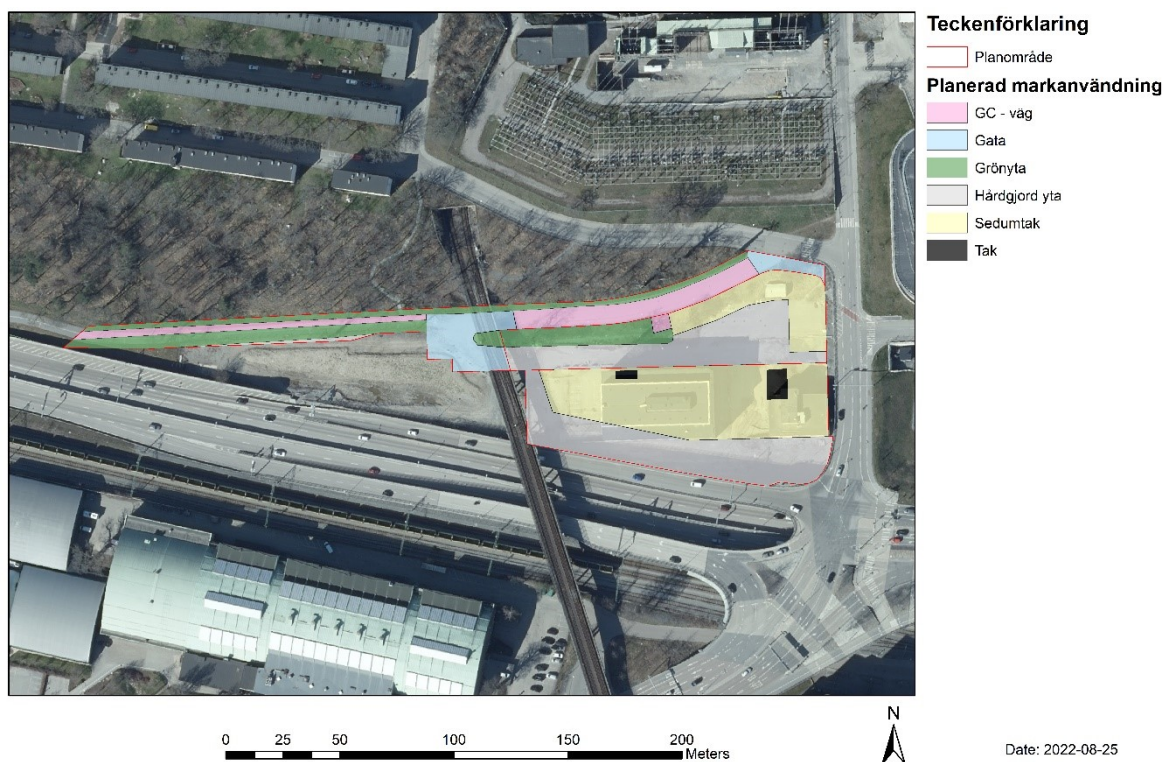 Teckenförklaring
Planområde
Planerad markanvändning
GC - väg
Gata
Grönyta
Hårdgjord yta
Sedumtak
Tak
0 25 50 100 150 200
Meters
N
Date: 2022-08-25